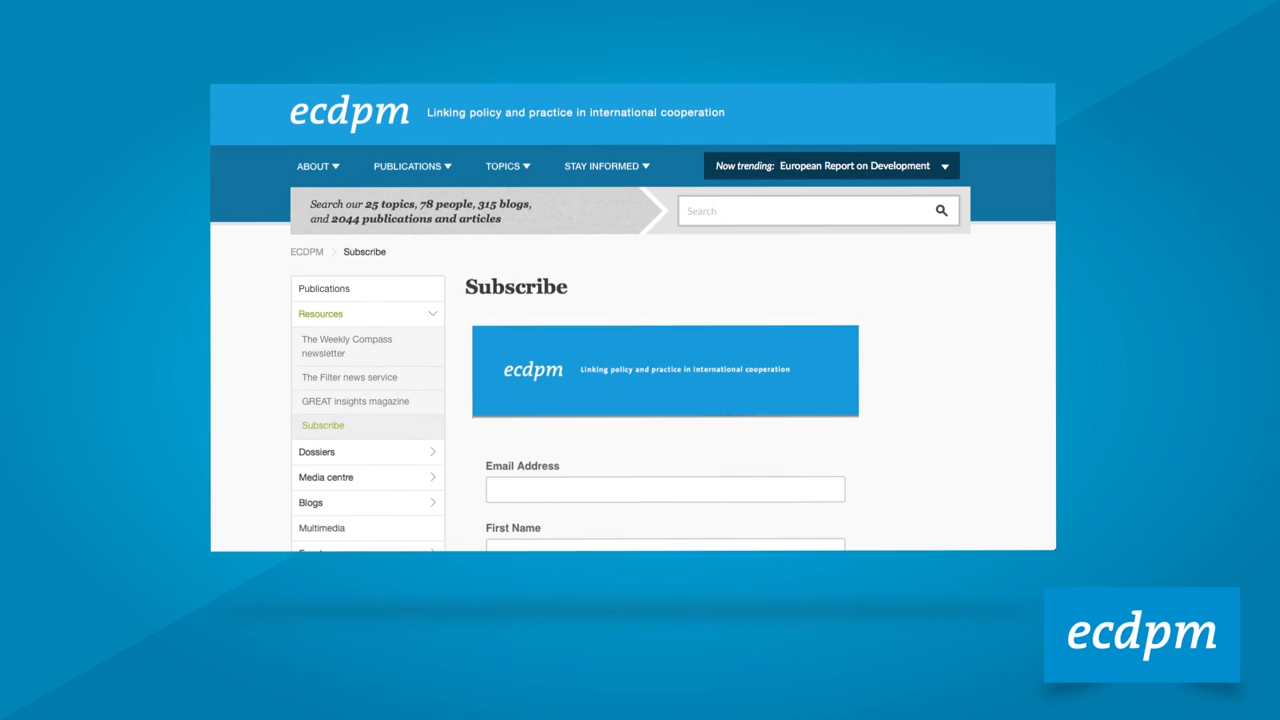 ecdpm Linking policy and practice in international cooperation
ABOUT PUBLICATIONS TOPICS STAY INFORMED Now trending: European Report on Development
Search our 25 topics, 78 people, 315 blogs,
and 2044 publications and articles
Search
ECDPM Subscribe
Publications
Resources
The Weekly Compass
newsletter
The Filter news service
GREAT insights magazine
Subscribe
Dossiers
Media centre
Blogs
Multimedia
Subscribe
ecdpm Linking policy and practice in international cooperation
Email Address
First Name
ecdpm